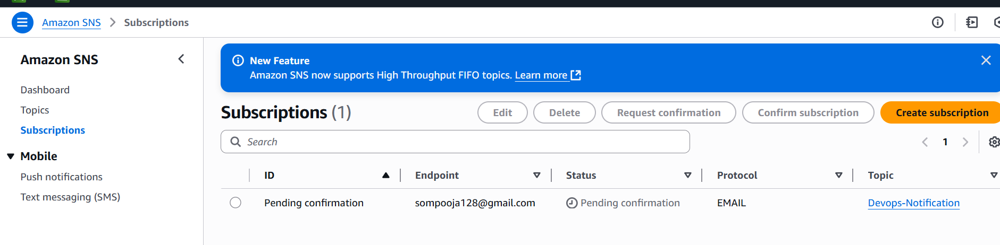 Amazon SNS > Subscriptions
Amazon SNS
Dashboard
Topics
Subscriptions
Mobile
Push notifications
Text messaging (SMS)
New Feature
Amazon SNS now supports High Throughput FIFO topics. Learn more
Subscriptions (1)
Edit
Delete
Request confirmation
Confirm subscription
Create subscription
Search
1
ID Endpoint Status Protocol Topic
Pending confirmation sompooja128@gmail.com Pending confirmation EMAIL Devops-Notification